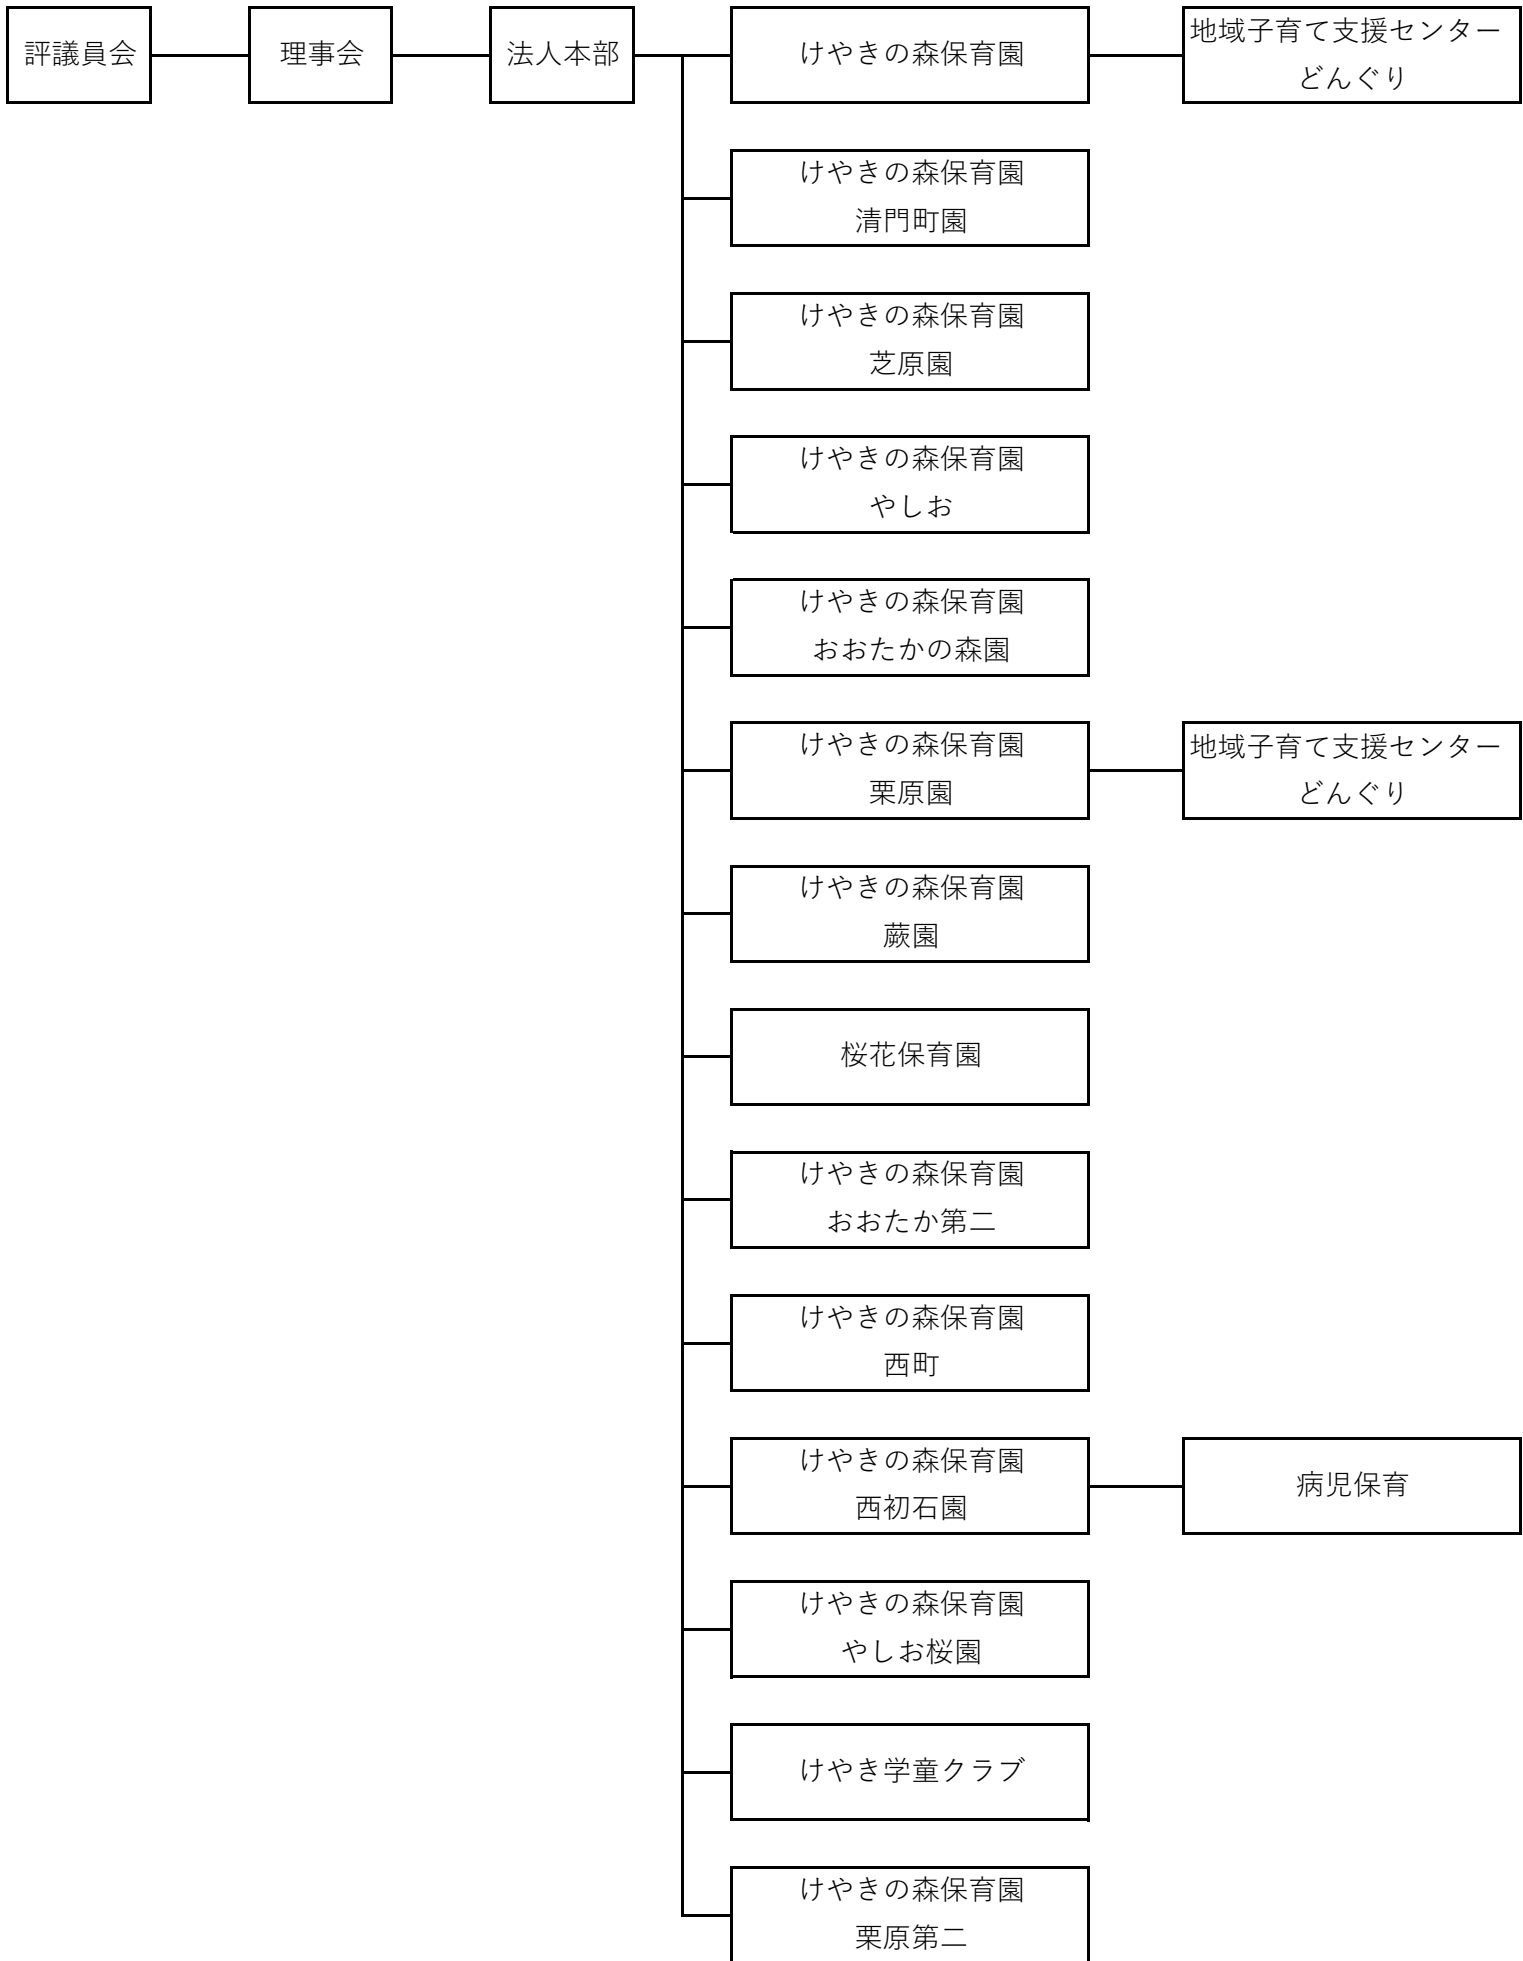 評議員会
理事会
法人本部
けやきの森保育園
地域子育て支援センター
どんぐり
けやきの森保育園
清門町園
けやきの森保育園
芝原園
けやきの森保育園
やしお
けやきの森保育園
おおたかの森園
けやきの森保育園
栗原園
地域子育て支援センター
どんぐり
けやきの森保育園
蕨園
桜花保育園
けやきの森保育園
おおたか第二
けやきの森保育園
西町
けやきの森保育園
西初石園
病児保育
けやきの森保育園
やしお桜園
けやき学童クラブ
けやきの森保育園
栗原第二